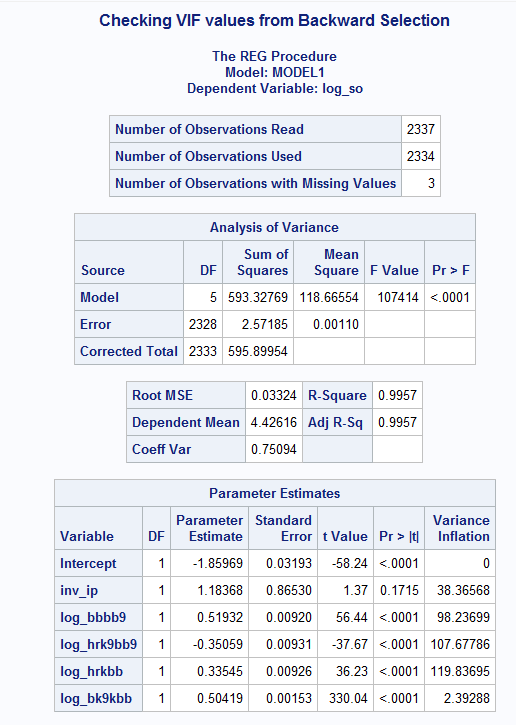 Checking VIF values from Backward Selection
The REG Procedure
Model: MODEL1
Dependent Variable: log_so
Number of Observations Read 2337
Number of Observations Used 2334
Number of Observations with Missing Values 3
Analysis of Variance
Source DF Sum of Squares Mean Square F Value Pr > F
Model 5 593.32769 118.66554 107414 <.0001
Error 2328 2.57185 0.00110
Corrected Total 2333 595.89954
Root MSE 0.03324 R-Square 0.9957
Dependent Mean 4.42616 Adj R-Sq 0.9957
Coeff Var 0.75094
Parameter Estimates
Variable DF Parameter Estimate Standard Error t Value Pr > |t| Variance Inflation
Intercept 1 -1.85969 0.03193 -58.24 <.0001 0
inv_ip 1 1.18368 0.86530 1.37 0.1715 38.36568
log_bbbb9 1 0.51932 0.00920 56.44 <.0001 98.23699
log_hrk9bb9 1 -0.35059 0.00931 -37.67 <.0001 107.67786
log_hrkbb 1 0.33545 0.00926 36.23 <.0001 119.83695
log_bk9kbb 1 0.50419 0.00153 330.04 <.0001 2.39288